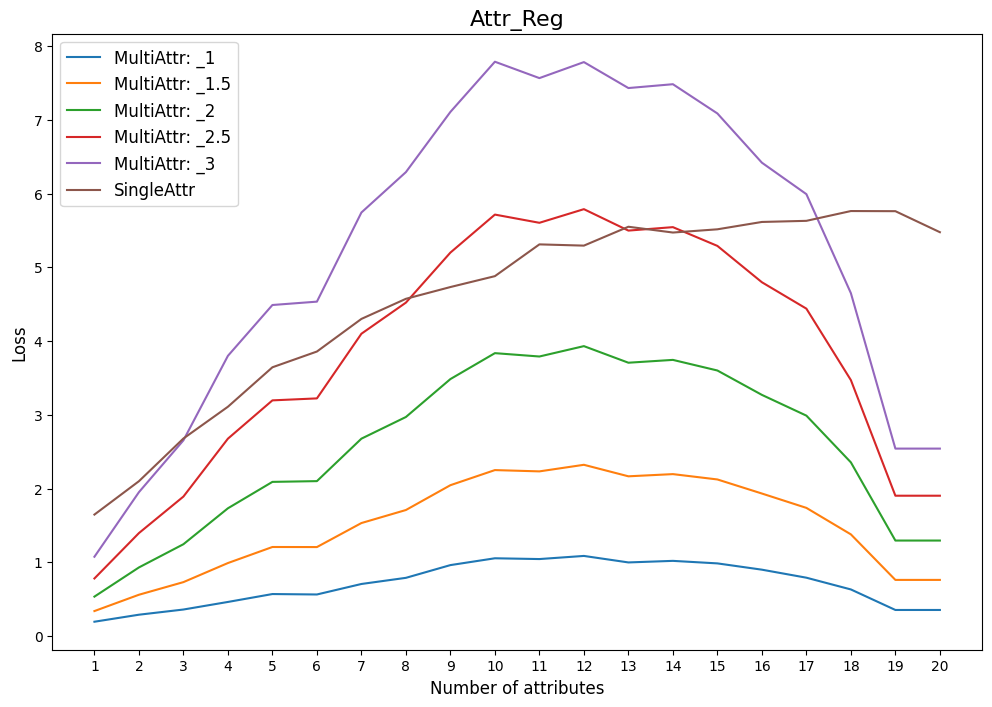 Attr_Reg
MultiAttr: _1
MultiAttr: _1.5
MultiAttr: _2
MultiAttr: _2.5
MultiAttr: _3
SingleAttr
8
7
6
5
4
3
2
1
0
Loss
1 2 3 4 5 6 7 8 9 10 11 12 13 14 15 16 17 18 19 20
Number of attributes